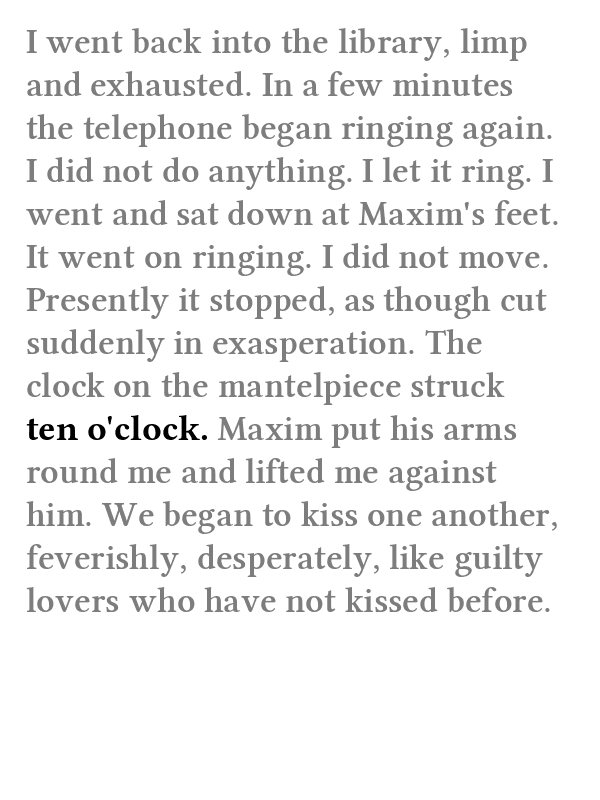 I went back into the library, limp
and exhausted. In a few minutes
the telephone began ringing again.
I did not do anything. I let it ring. I
went and sat down at Maxim's feet.
It went on ringing. I did not move.
Presently it stopped, as though cut
suddenly in exasperation. The
clock on the mantelpiece struck
ten o'clock. Maxim put his arms
round me and lifted me against
him. We began to kiss one another,
feverishly, desperately, like guilty
lovers who have not kissed before.